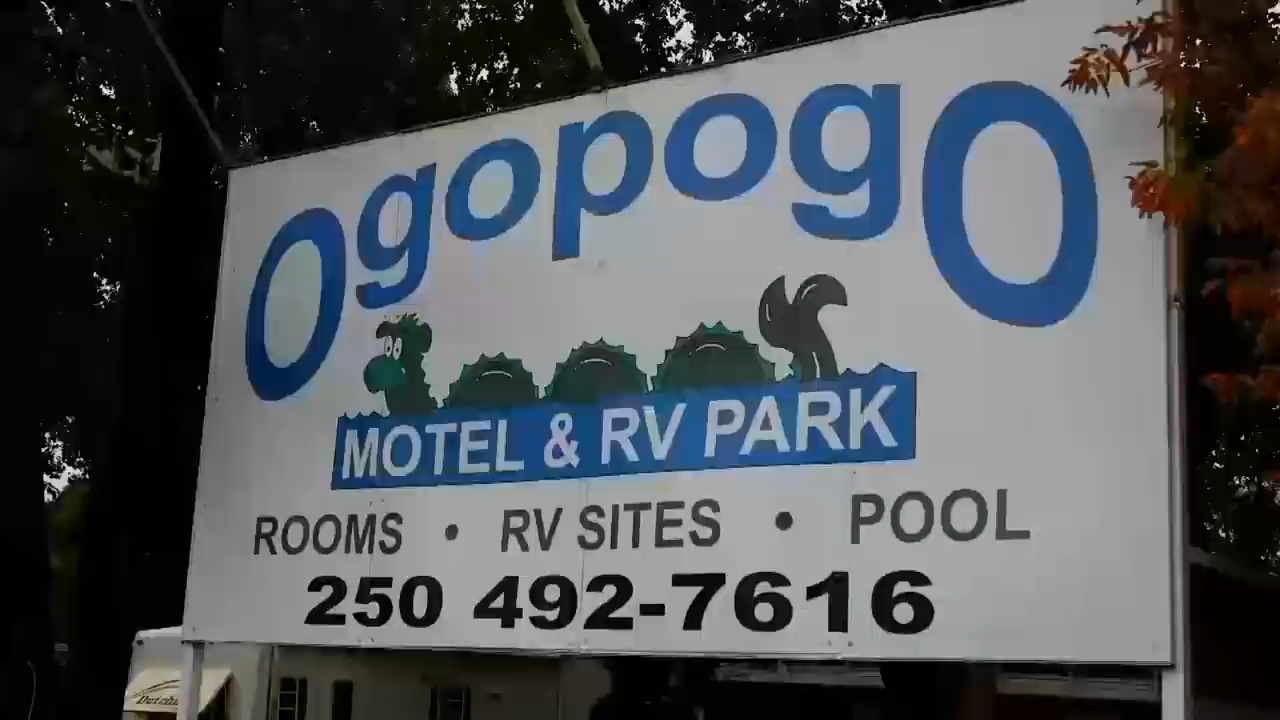 OgopogO
MOTEL & RV PARK
ROOMS • RV SITES • POOL
250 492-7616